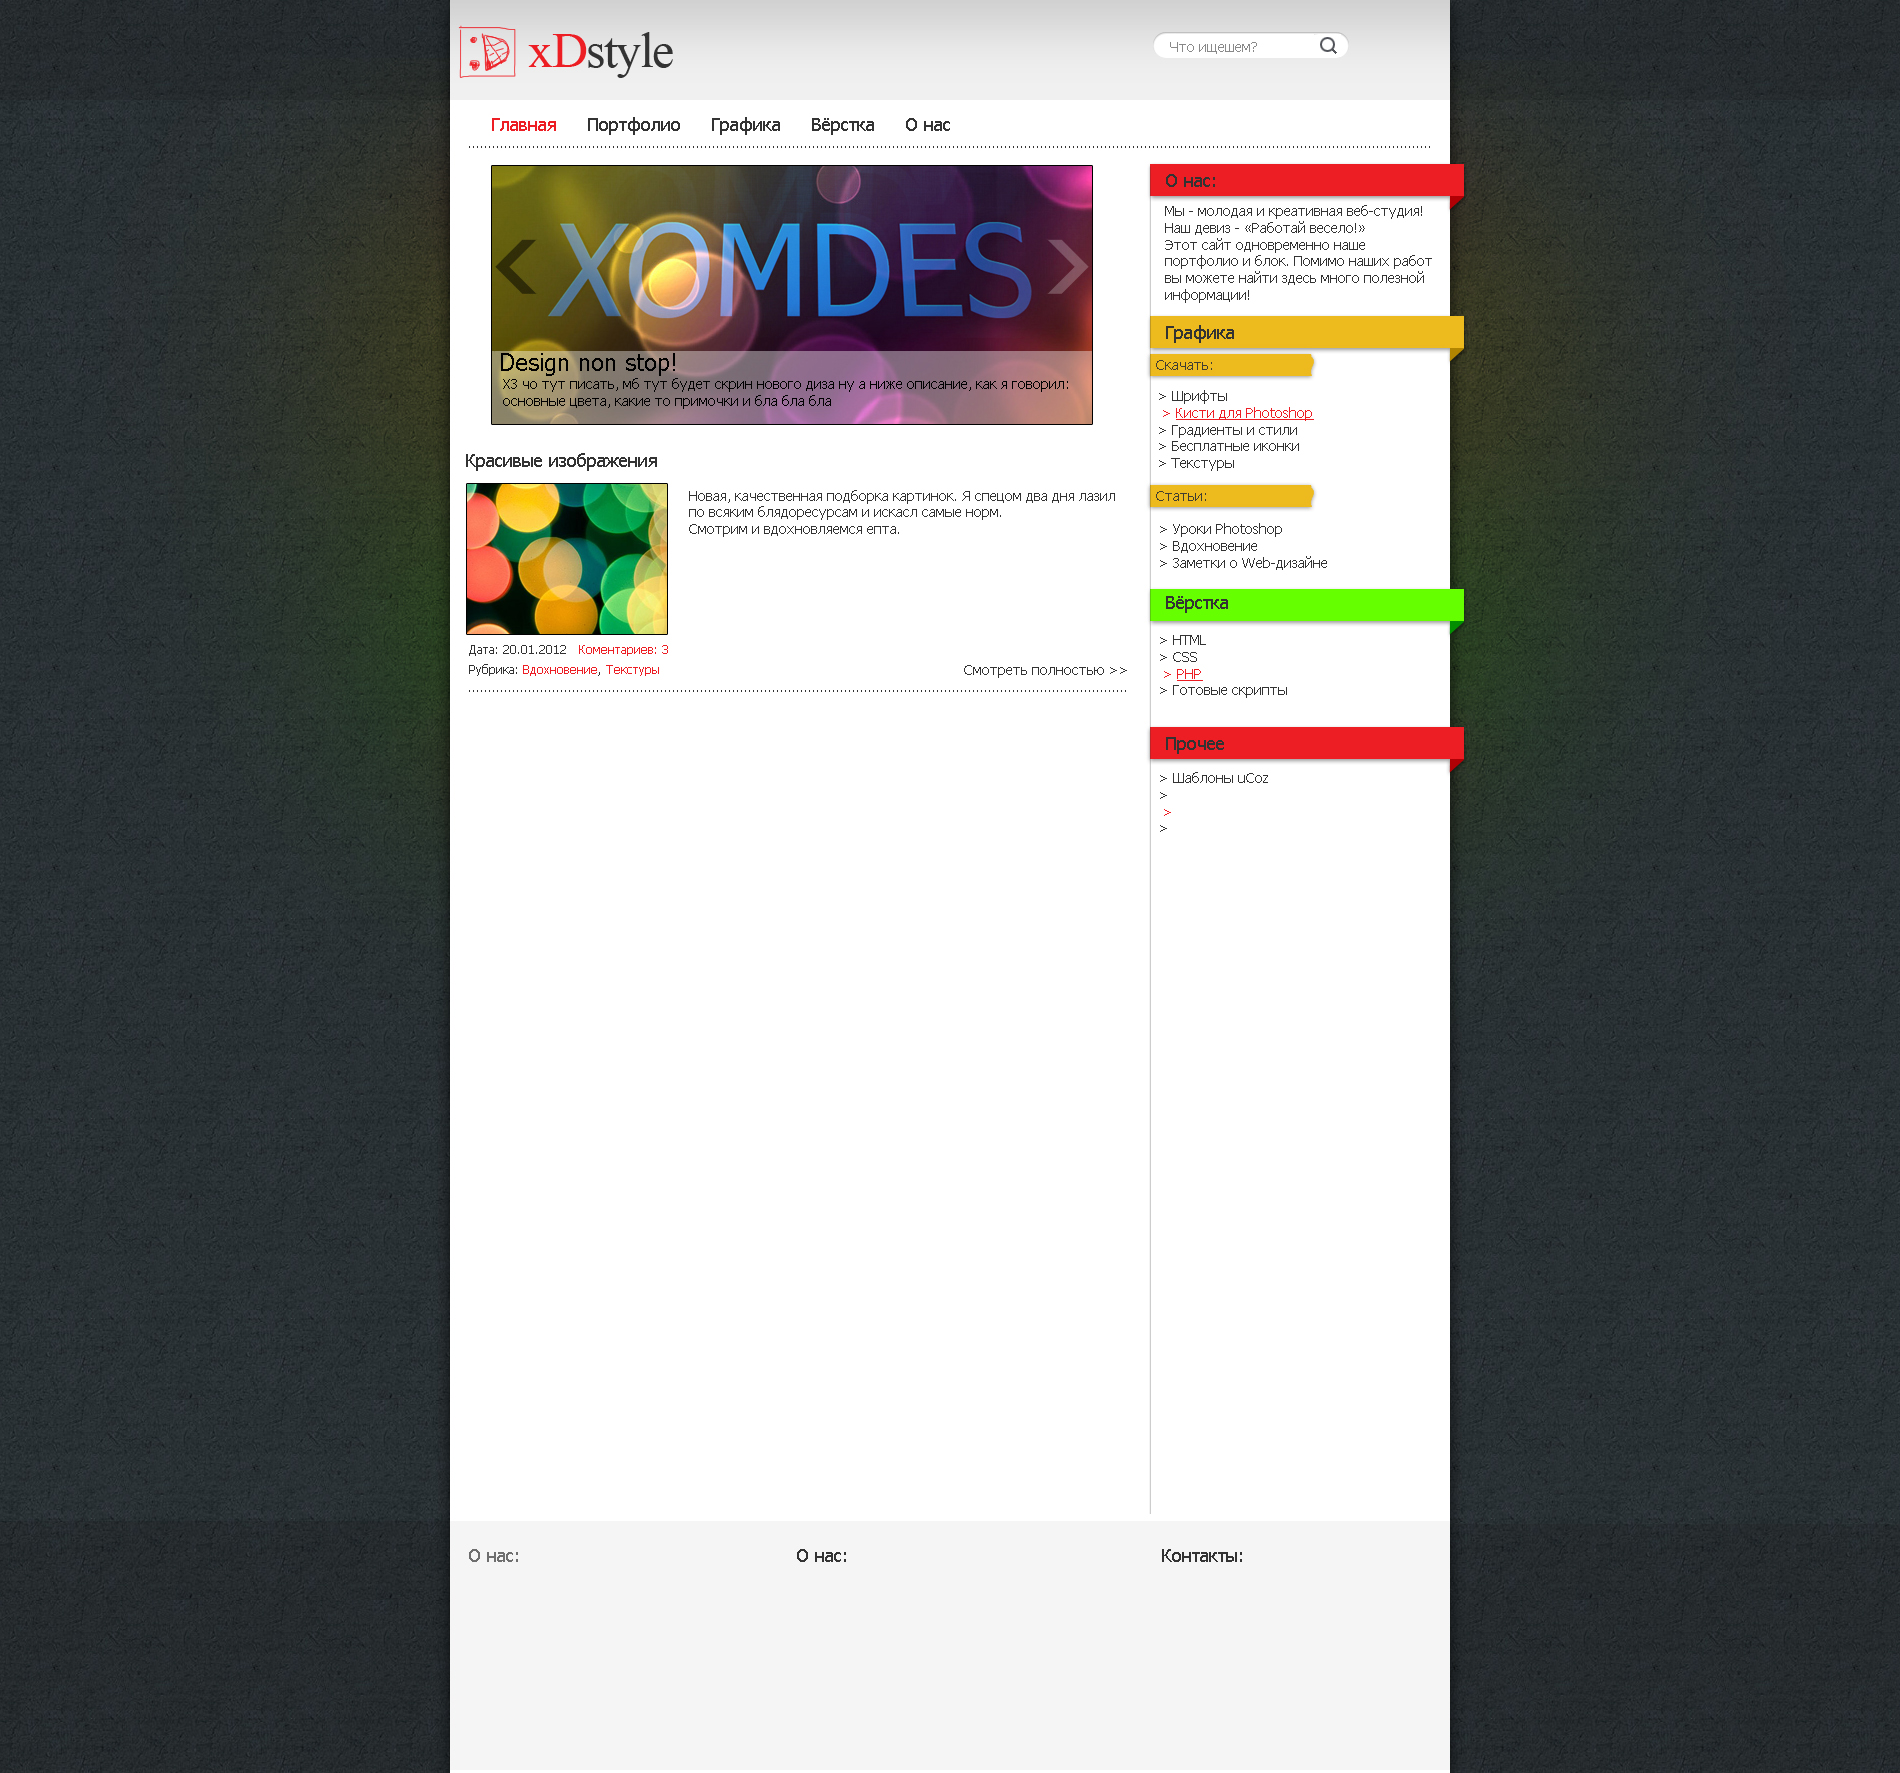 xDstyle
Что ищешем?
Главная Портфолио Графика Вёрстка О нас
XOMDES
Design non stop!
ХЗ чо тут писать, мб тут будет скрин нового диза ну а ниже описание, как я говорил:
основные цвета, какие то примочки и бла бла бла
Красивые изображения
Новая, качественная подборка картинок. Я спецом два дня лазил
по всяким блядоресурсам и искасл самые норм.
Смотрим и вдохновляемся епта.
Дата: 20.01.2012 Коментариев: 3
Рубрика: Вдохновение, Текстуры
Смотреть полностью >>
О нас:
Мы - молодая и креативная веб-студия!
Наш девиз - «Работай весело!»
Этот сайт одновременно наше
портфолио и блок. Помимо наших работ
вы можете найти здесь много полезной
информации!
Графика
Скачать:
> Шрифты
> Кисти для Photoshop
> Градиенты и стили
> Бесплатные иконки
> Текстуры
Статьи:
> Уроки Photoshop
> Вдохновение
> Заметки о Web-дизайне
Вёрстка
> HTML
> CSS
> PHP
> Готовые скрипты
Прочее
> Шаблоны uCoz
>
>
>
О нас:
О нас:
Контакты: